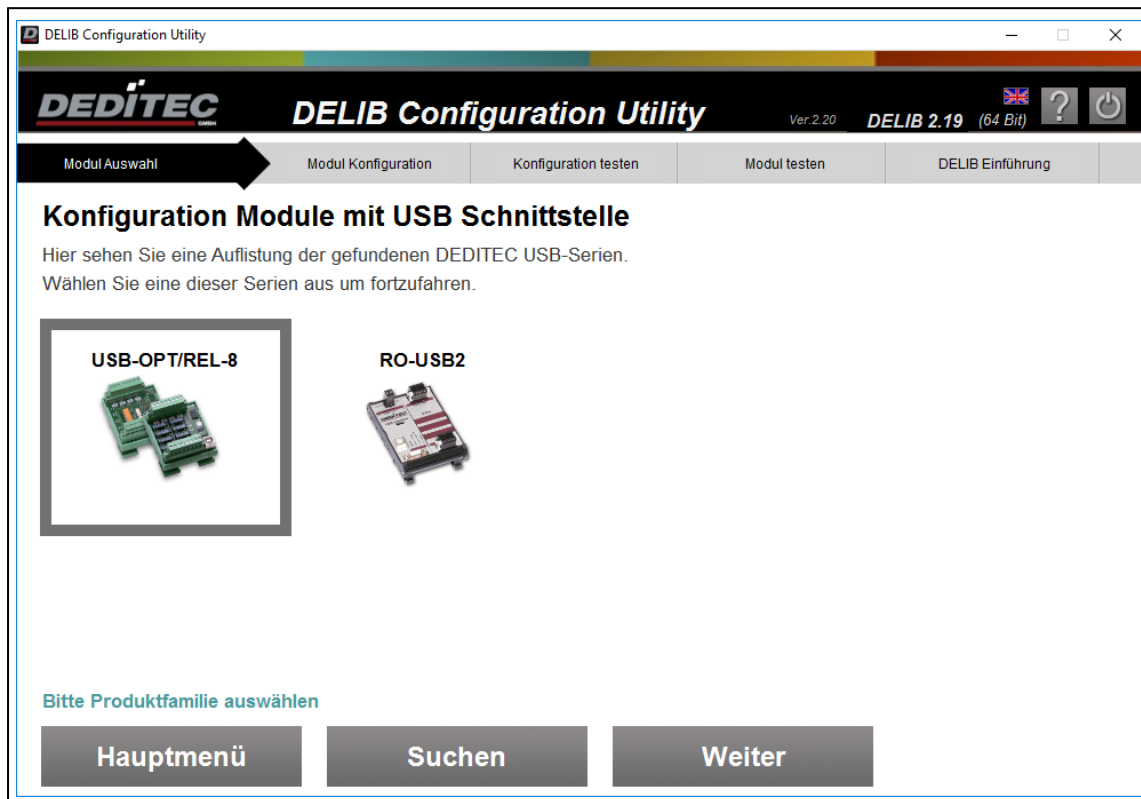 DELIB Configuration Utility
DEDITEC
GMBH
DELIB Configuration Utility
Ver.2.20
DELIB 2.19
(64 Bit)
?
Modul Auswahl
Modul Konfiguration
Konfiguration testen
Modul testen
DELIB Einführung
Konfiguration Module mit USB Schnittstelle
Hier sehen Sie eine Auflistung der gefundenen DEDITEC USB-Serien.
Wählen Sie eine dieser Serien aus um fortzufahren.
USB-OPT/REL-8
RO-USB2
Bitte Produktfamilie auswählen
Hauptmenü
Suchen
Weiter